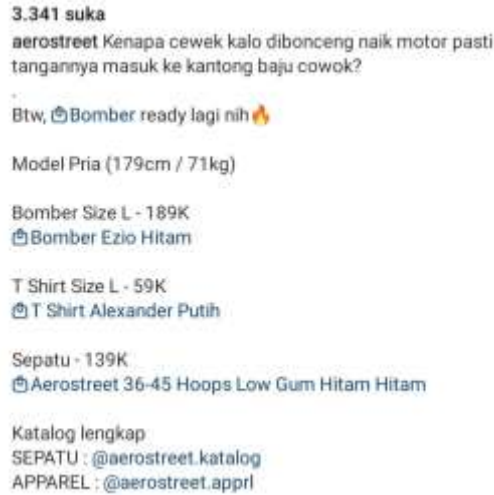 3.341 suka
aerostreet Kenapa cewek kalo dibonceng naik motor pasti
tangannya masuk ke kantong baju cowok?
.
Btw, Bomber ready lagi nih🔥
Model Pria (179cm / 71kg)
Bomber Size L - 189K
Bomber Ezio Hitam
T Shirt Size L - 59K
T Shirt Alexander Putih
Sepatu - 139K
Aerostreet 36-45 Hoops Low Gum Hitam Hitam
Katalog lengkap
SEPATU : @aerostreet.katalog
APPAREL : @aerostreet.apprl